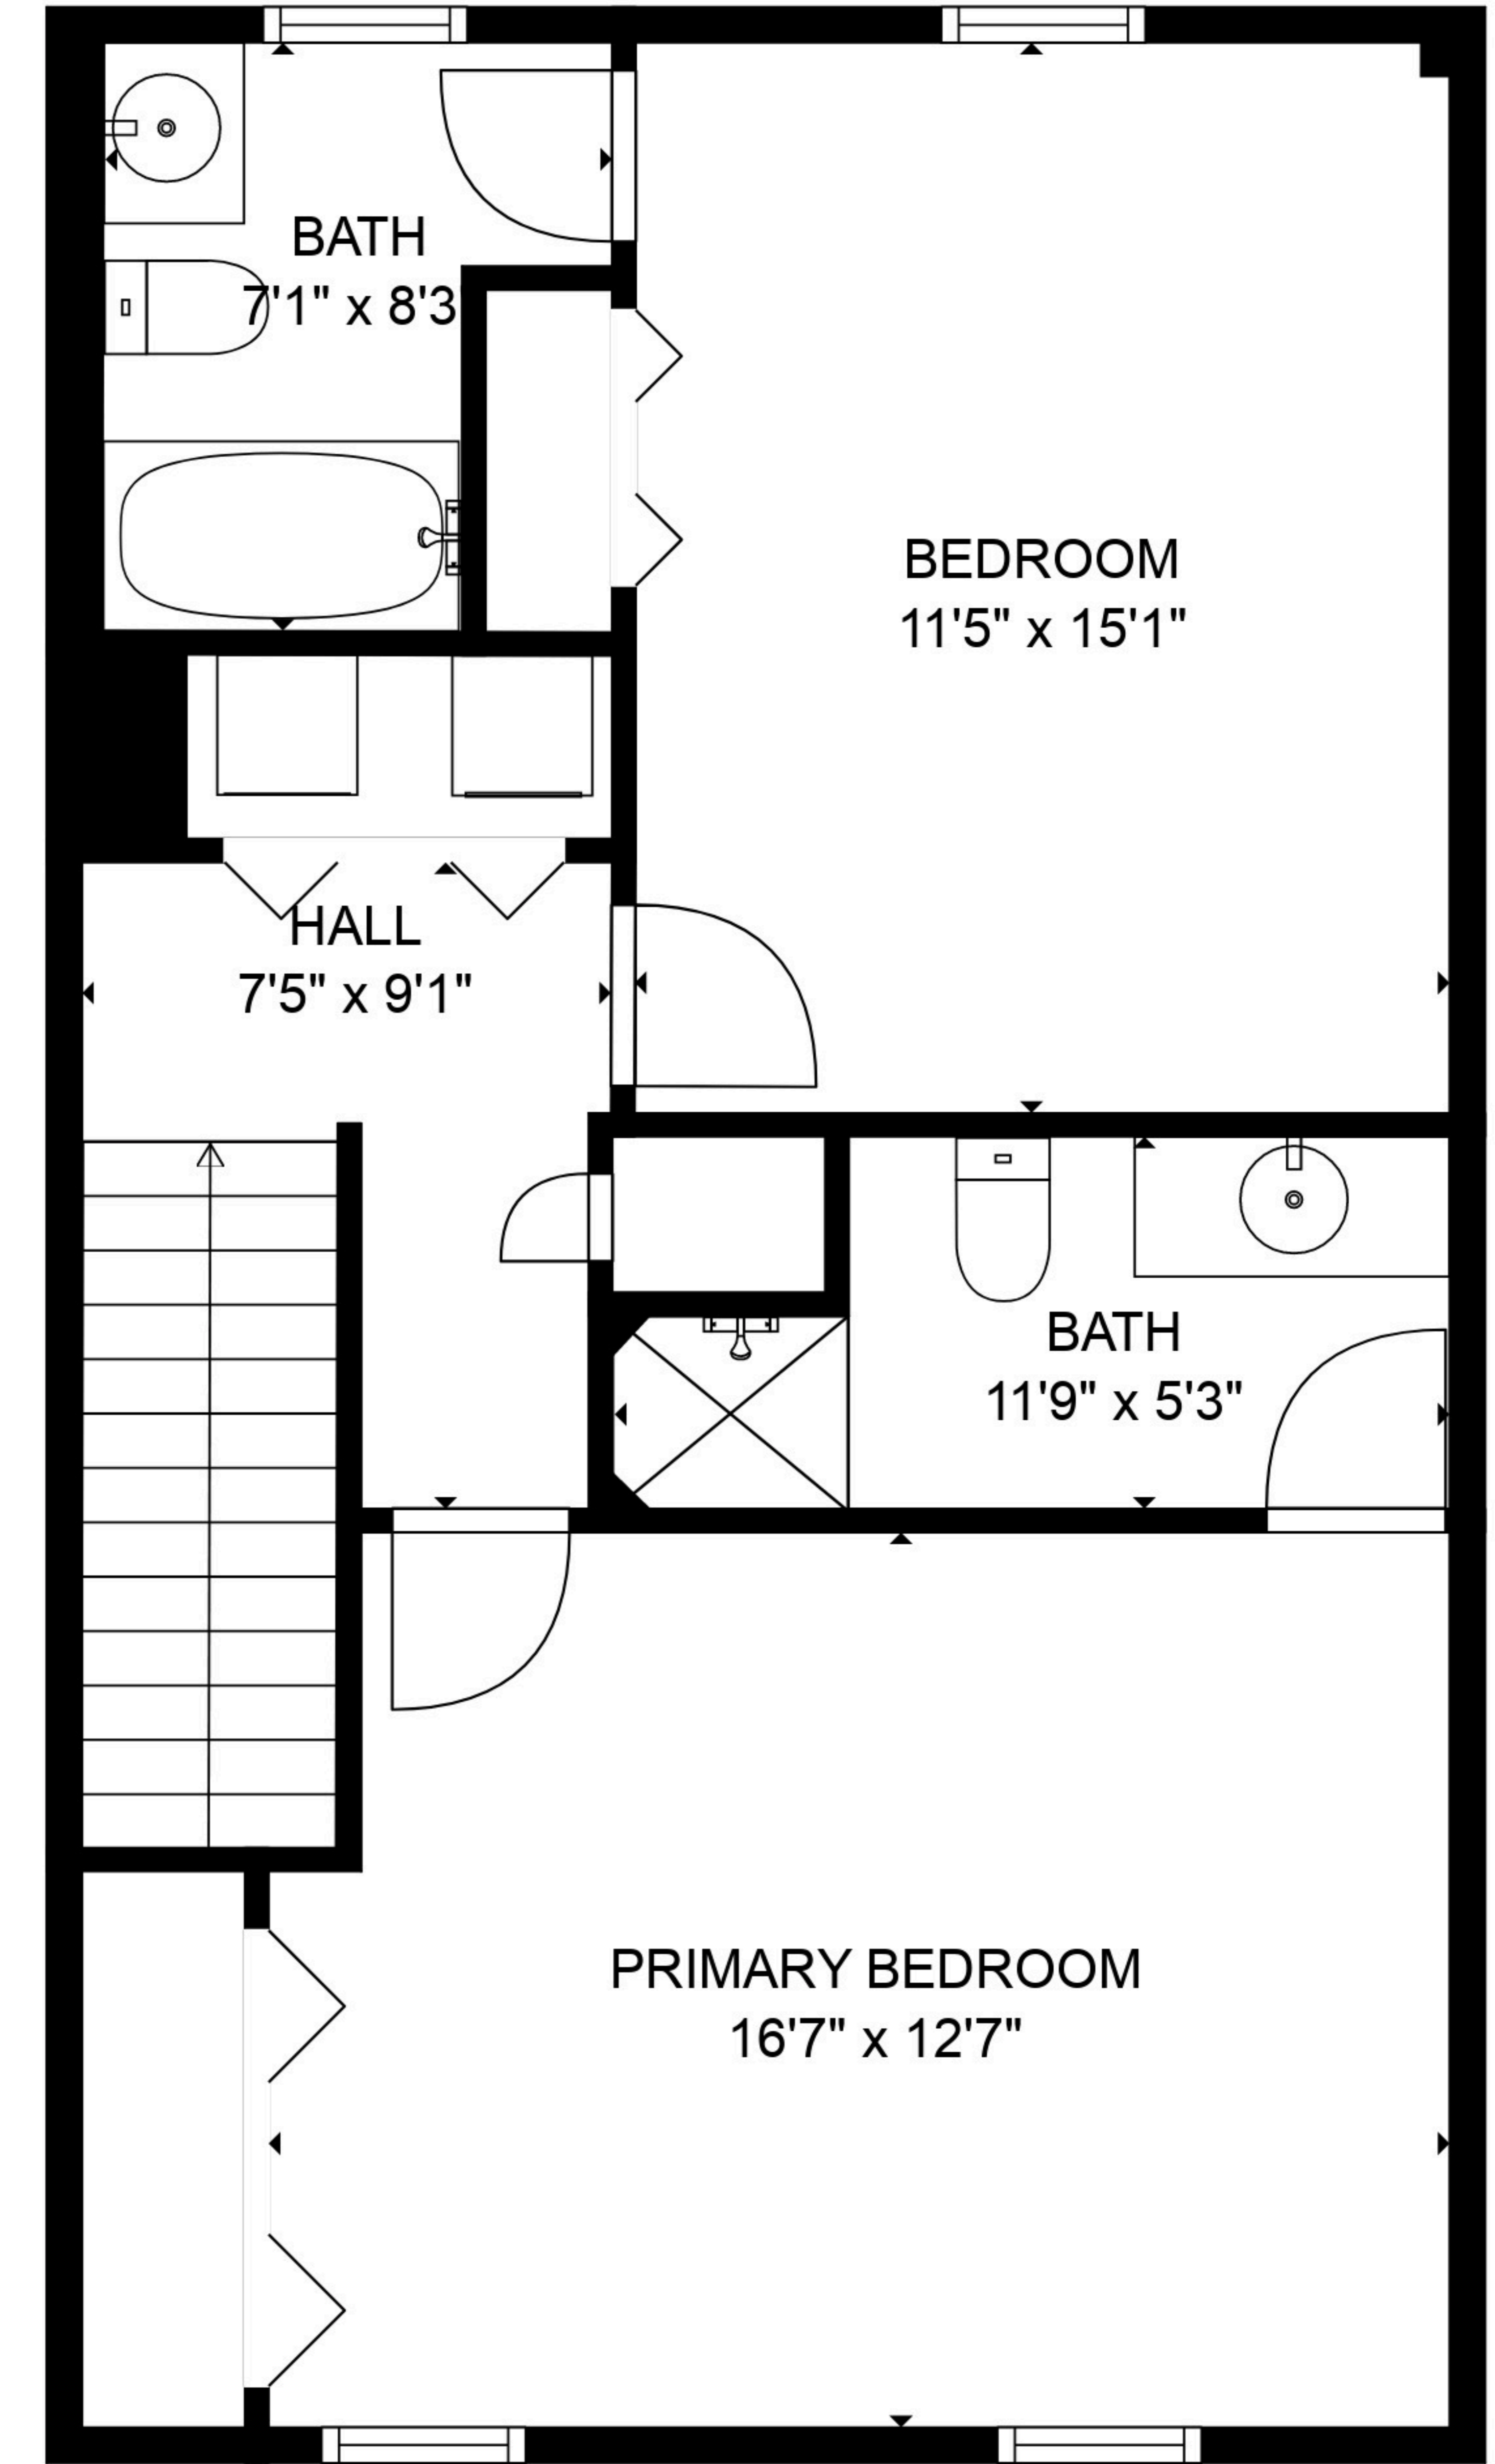 BATH
7'1" x 8'3
BEDROOM
11'5" x 15'1"
HALL
7'5" x 9'1"
BATH
11'9" x 5'3"
PRIMARY BEDROOM
16'7" x 12'7"